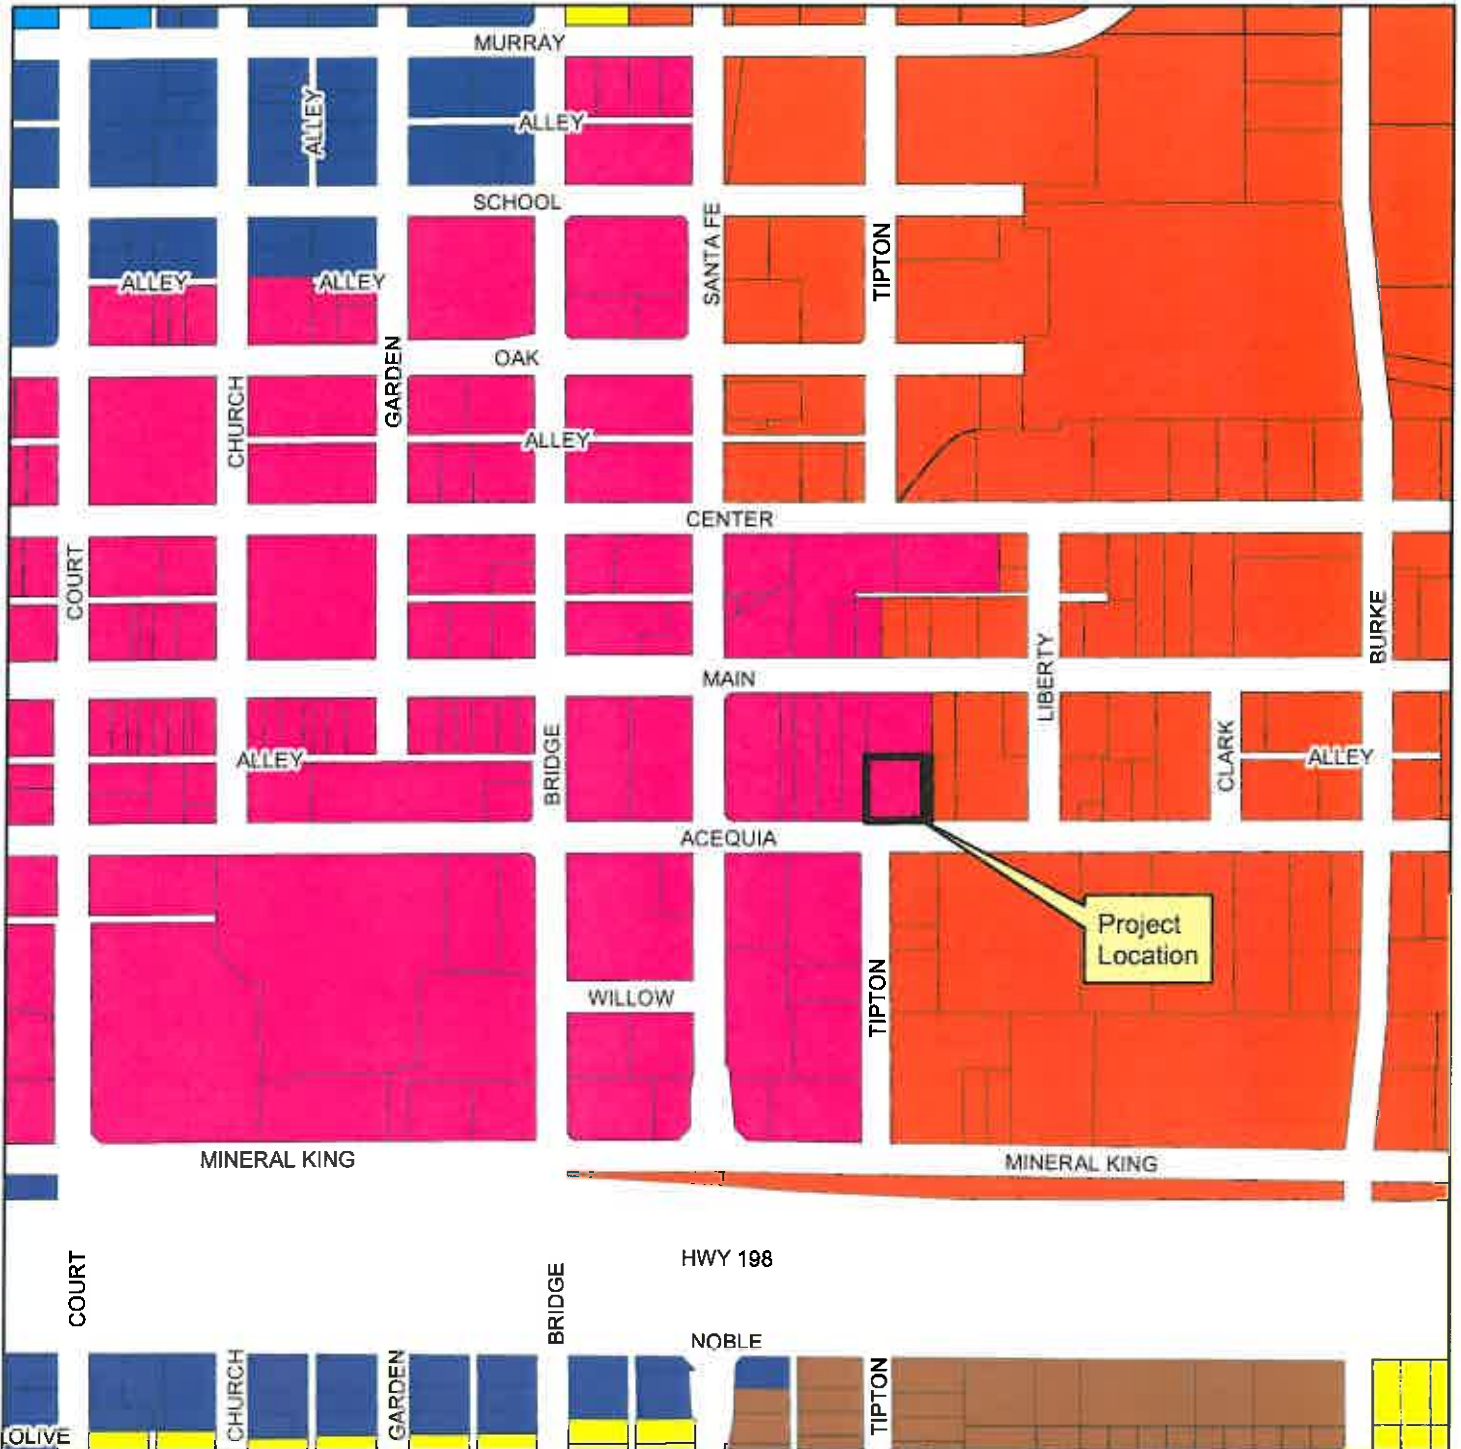 MURRAY
ALLEY
ALLEY
SCHOOL
SANTA FE
TIPTON
ALLEY
ALLEY
GARDEN
OAK
CHURCH
ALLEY
CENTER
COURT
BURKE
LIBERTY
MAIN
BRIDGE
CLARK
ALLEY
ALLEY
ACEQUIA
Project
Location
TIPTON
WILLOW
MINERAL KING
MINERAL KING
HWY 198
COURT
BRIDGE
NOBLE
CHURCH
GARDEN
TIPTON
OLIVE